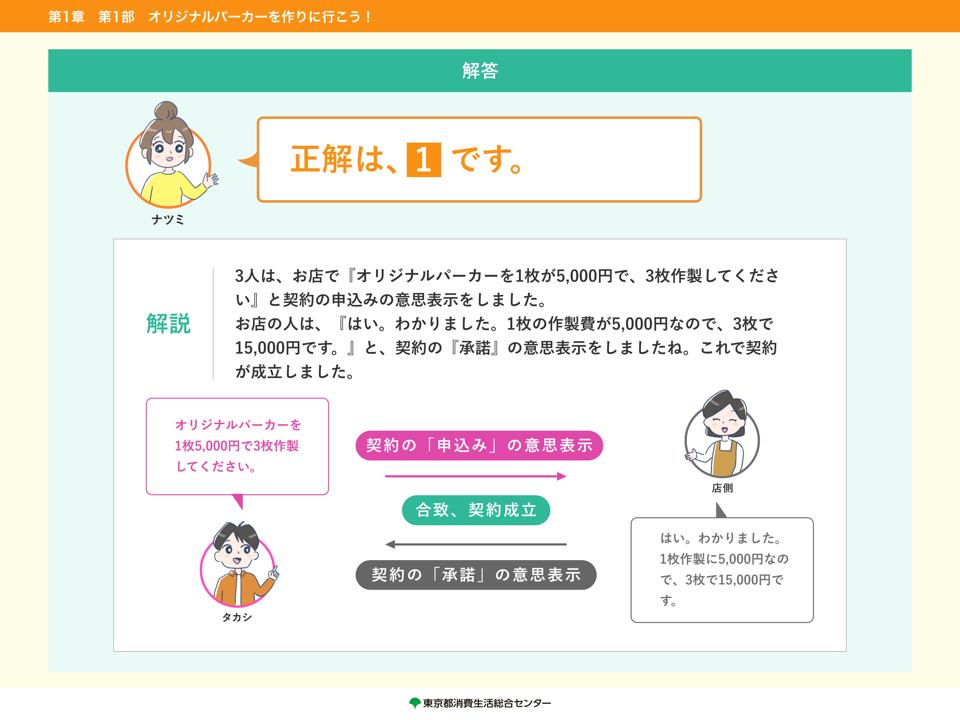 第1章　第1部　オリジナルパーカーを作りに行こう！
解答
正解は、1 です。
ナツミ
解説
3人は、お店で『オリジナルパーカーを1枚が5,000円で、3枚作製してくださ
い』と契約の申込みの意思表示をしました。
お店の人は、『はい。わかりました。1枚の作製費が5,000円なので、3枚で
15,000円です。』と、契約の『承諾』の意思表示をしましたね。これで契約
が成立しました。
オリジナルパーカーを
1枚5,000円で3枚作製
してください。
タカシ
契約の「申込み」の意思表示
合致、契約成立
契約の「承諾」の意思表示
店側
はい。わかりました。
1枚作製に5,000円なの
で、3枚で15,000円で
す。
東京都消費生活総合センター